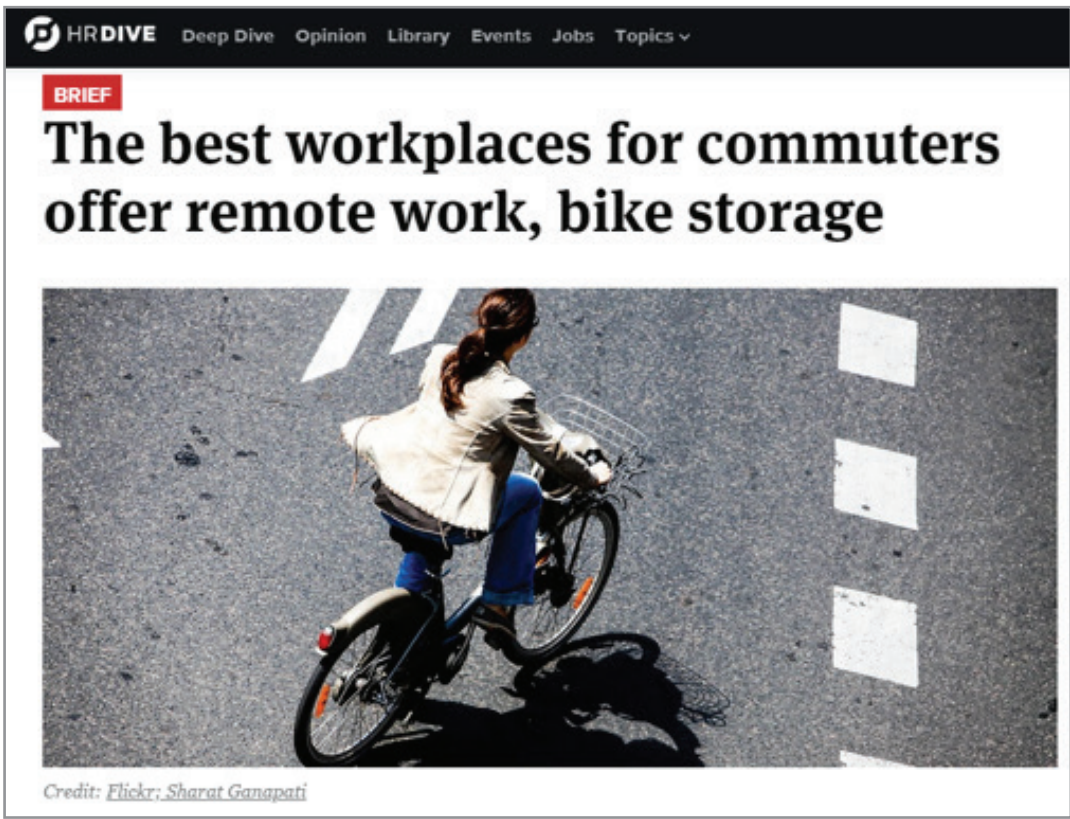 HRDIVE Deep Dive Opinion Library Events Jobs Topics
BRIEF
The best workplaces for commuters
offer remote work, bike storage
Credit: Flickr; Sharat Ganapati